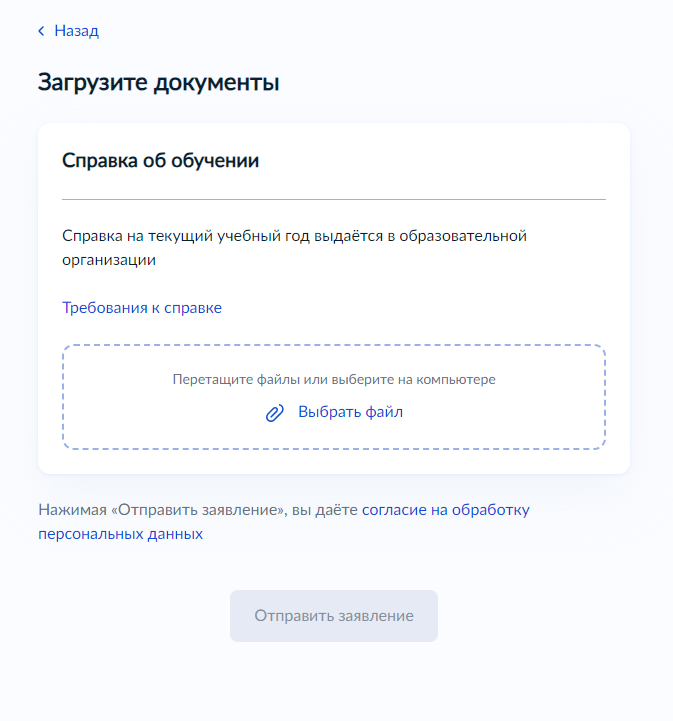 Назад
Загрузите документы
Справка об обучении
Справка на текущий учебный год выдаётся в образовательной
организации
Требования к справке
Перетащите файлы или выберите на компьютере
Выбрать файл
Нажимая «Отправить заявление», вы даёте согласие на обработку
персональных данных
Отправить заявление